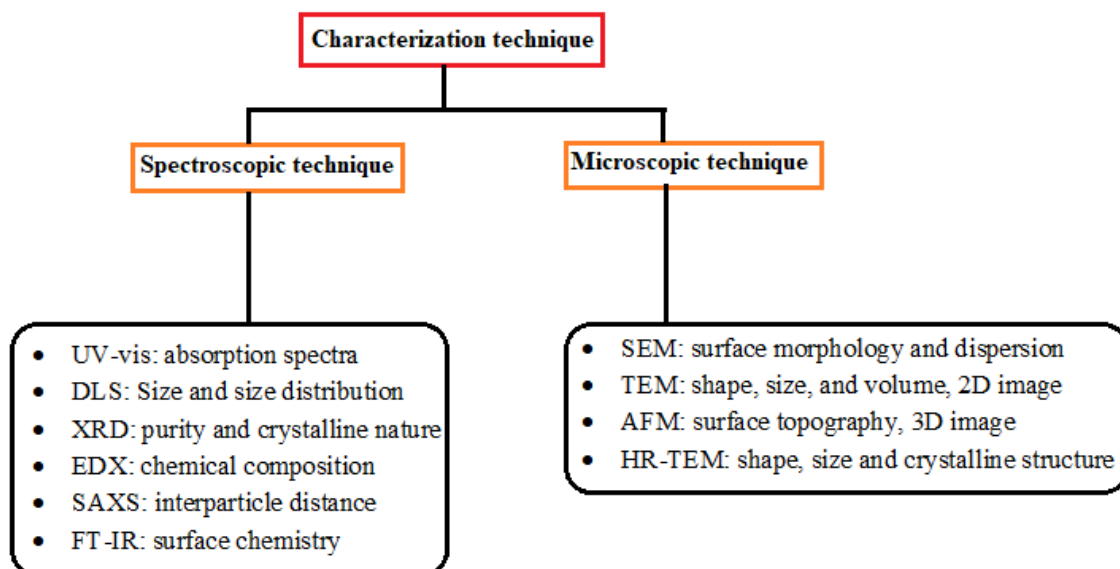 Characterization technique
Spectroscopic technique
Microscopic technique
• UV-vis: absorption spectra
• DLS: Size and size distribution
• XRD: purity and crystalline nature
• EDX: chemical composition
• SAXS: interparticle distance
• FT-IR: surface chemistry
• SEM: surface morphology and dispersion
• TEM: shape, size, and volume, 2D image
• AFM: surface topography, 3D image
• HR-TEM: shape, size and crystalline structure